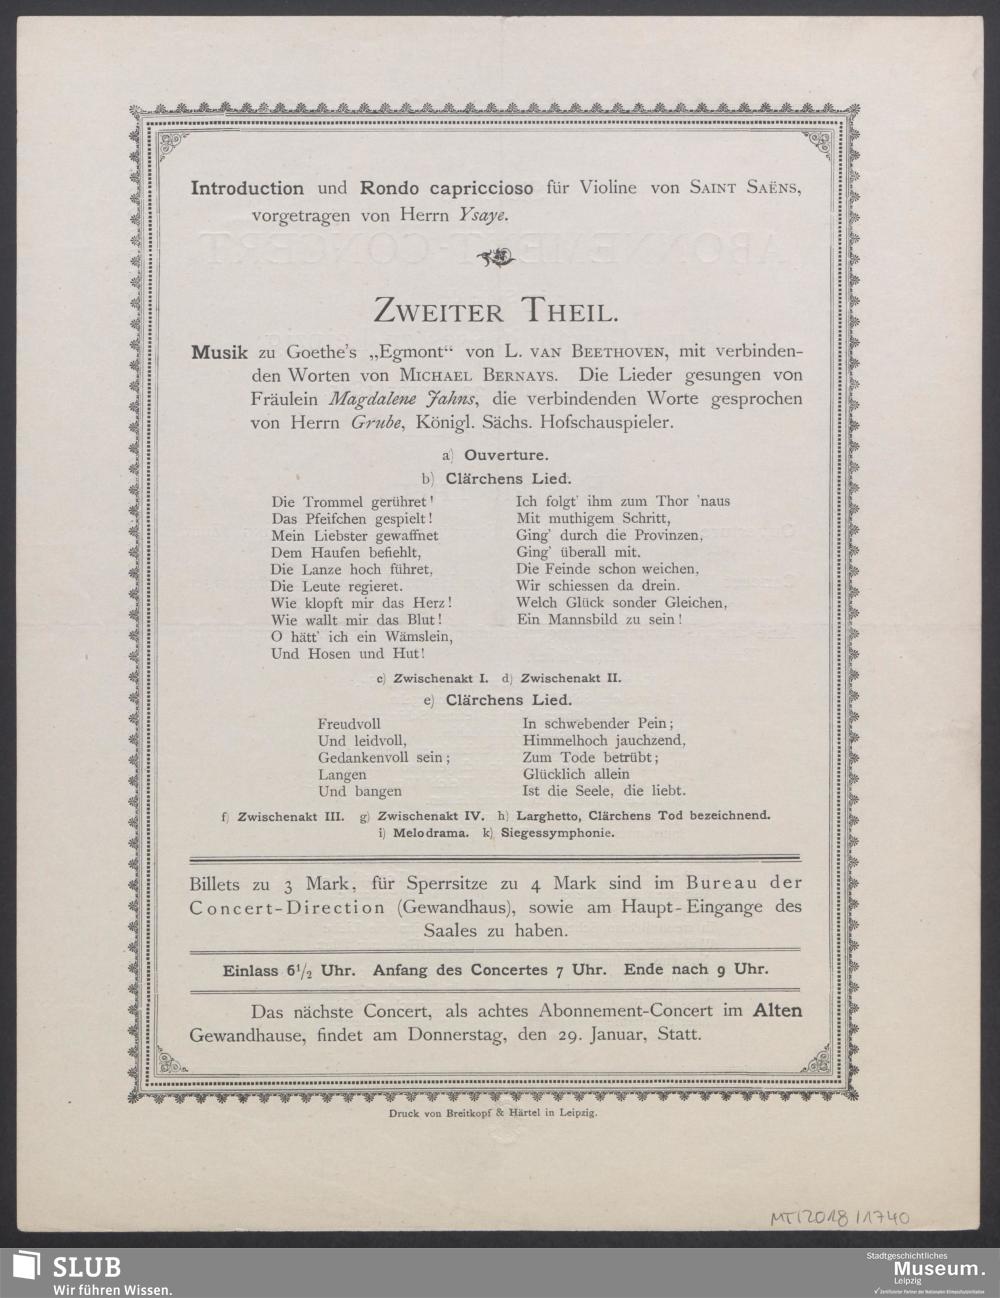 Introduction und Rondo capriccioso für Violine von Saint Saëns,
vorgetragen von Herrn Ysaye.
Zweiter Theil.
Musik zu Goethe's „Egmont“ von L. van Beethoven, mit verbinden-
den Worten von Michael Bernays. Die Lieder gesungen von
Fräulein Magdalene Jahns, die verbindenden Worte gesprochen
von Herrn Grube, Königl. Sächs. Hofschauspieler.
a) Ouverture.
b) Clärchens Lied.
Die Trommel gerühret!
Das Pfeifchen gespielt!
Mein Liebster gewaffnet
Dem Haufen befiehlt,
Die Lanze hoch führet,
Die Leute regieret.
Wie klopft mir das Herz!
Wie wallt mir das Blut!
O hätt' ich ein Wämslein,
Und Hosen und Hut!
Ich folgt' ihm zum Thor 'naus
Mit muthigem Schritt,
Ging' durch die Provinzen,
Ging' überall mit.
Die Feinde schon weichen,
Wir schiessen da drein.
Welch Glück sonder Gleichen,
Ein Mannsbild zu sein!
c) Zwischenakt I. d) Zwischenakt II.
e) Clärchens Lied.
Freudvoll
Und leidvoll,
Gedankenvoll sein;
Langen
Und bangen
In schwebender Pein;
Himmelhoch jauchzend,
Zum Tode betrübt;
Glücklich allein
Ist die Seele, die liebt.
f) Zwischenakt III. g) Zwischenakt IV. h) Larghetto, Clärchens Tod bezeichnend.
i) Melodrama. k) Siegessymphonie.
Billets zu 3 Mark, für Sperrsitze zu 4 Mark sind im Bureau der
Concert-Direction (Gewandhaus), sowie am Haupt-Eingange des
Saales zu haben.
Einlass 6 1/2 Uhr. Anfang des Concertes 7 Uhr. Ende nach 9 Uhr.
Das nächste Concert, als achtes Abonnement-Concert im Alten
Gewandhause, findet am Donnerstag, den 29. Januar, Statt.
Druck von Breitkopf & Härtel in Leipzig.
MT/2018/1740
SLUB
Wir führen Wissen.
Stadtgeschichtliches
Museum.
Leipzig
Zertifizierter Partner der Nationalen Klimaschutzinitiative